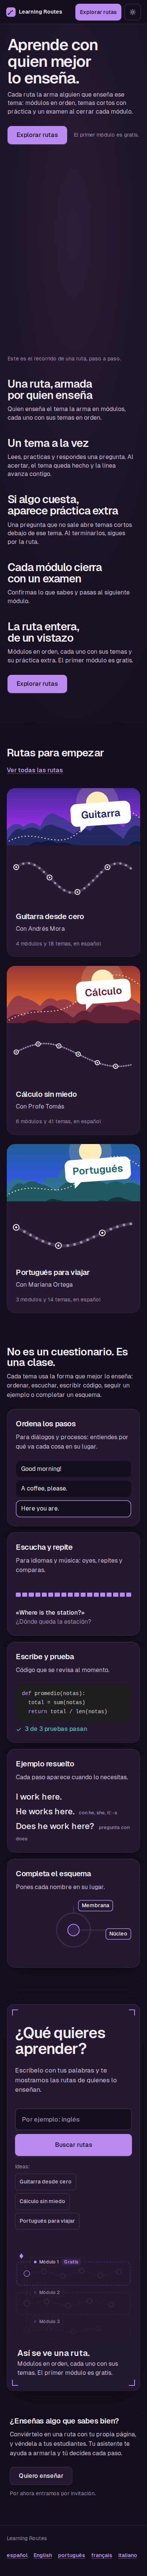 Learning Routes
Explorar rutas
Aprende con
quien mejor
lo enseña.
Cada ruta la arma alguien que enseña ese
tema: módulos en orden, temas cortos con
práctica y un examen al cerrar cada módulo.
Explorar rutas
El primer módulo es gratis.
Este es el recorrido de una ruta, paso a paso.
Una ruta, armada
por quien enseña
Quien enseña el tema la arma en módulos,
cada uno con sus temas en orden.
Un tema a la vez
Lees, practicas y respondes una pregunta. Al
acertar, el tema queda hecho y la línea
avanza contigo.
Si algo cuesta,
aparece práctica extra
Una pregunta que no sale abre temas cortos
debajo de ese tema. Al terminarlos, sigues
por la ruta.
Cada módulo cierra
con un examen
Confirmas lo que sabes y pasas al siguiente
módulo.
La ruta entera,
de un vistazo
Módulos en orden, cada uno con sus temas y
su práctica extra. El primer módulo es gratis.
Explorar rutas
Rutas para empezar
Ver todas las rutas
Guitarra
Guitarra desde cero
Con Andrés Mora
4 módulos y 18 temas, en español
Cálculo
Cálculo sin miedo
Con Profe Tomás
6 módulos y 41 temas, en español
Portugués
Portugués para viajar
Con Mariana Ortega
3 módulos y 14 temas, en español
No es un cuestionario. Es
una clase.
Cada tema usa la forma que mejor lo enseñe:
ordenar, escuchar, escribir código, seguir un
ejemplo o completar un esquema.
Ordena los pasos
Para diálogos y procesos: entiendes por
qué va cada cosa en su lugar.
Good morning!
A coffee, please.
Here you are.
Escucha y repite
Para idiomas y música: oyes, repites y
comparas.
«Where is the station?»
¿Dónde queda la estación?
Escribe y prueba
Código que se revisa al momento.
def promedio(notas):
total = sum(notas)
return total / len(notas)
3 de 3 pruebas pasan
Ejemplo resuelto
Cada paso aparece cuando lo necesitas.
I work here.
He works here. con he, she, it: -s
Does he work here? pregunta con
does
Completa el esquema
Pones cada nombre en su lugar.
Membrana
Núcleo
¿Qué quieres
aprender?
Escríbelo con tus palabras y te
mostramos las rutas de quienes lo
enseñan.
Por ejemplo: inglés
Buscar rutas
Ideas:
Guitarra desde cero
Cálculo sin miedo
Portugués para viajar
Módulo 1 Gratis
Módulo 2
Módulo 3
Así se ve una ruta.
Módulos en orden, cada uno con sus
temas. El primer módulo es gratis.
¿Enseñas algo que sabes bien?
Convierte lo que sabes en una ruta con tu propia página,
y véndela a tus estudiantes. Tu asistente te
ayuda a armarla y tú decides cada paso.
Quiero enseñar
Por ahora entramos por invitación.
Learning Routes
español English português français italiano